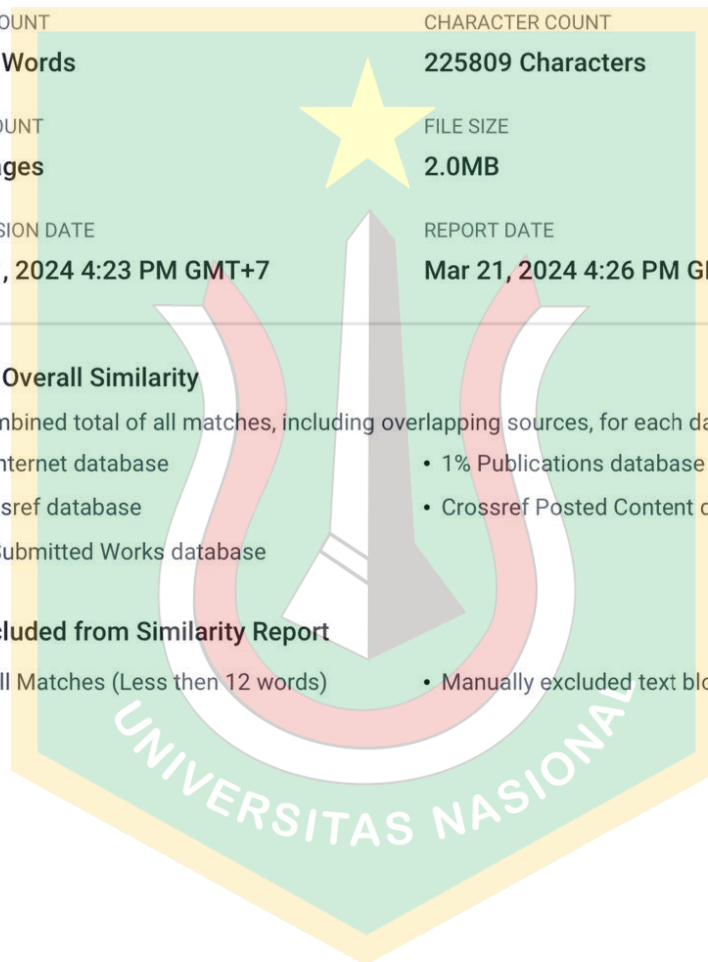 OUNT CHARACTER COUNT
Words 225809 Characters
OUNT FILE SIZE
ges 2.0MB
SION DATE REPORT DATE
, 2024 4:23 PM GMT+7 Mar 21, 2024 4:26 PM G
Overall Similarity
mbined total of all matches, including overlapping sources, for each da
nternet database • 1% Publications database
sref database • Crossref Posted Content
Submitted Works database
cluded from Similarity Report
ll Matches (Less then 12 words) • Manually excluded text blo
UNIVERSITAS NASIONAL